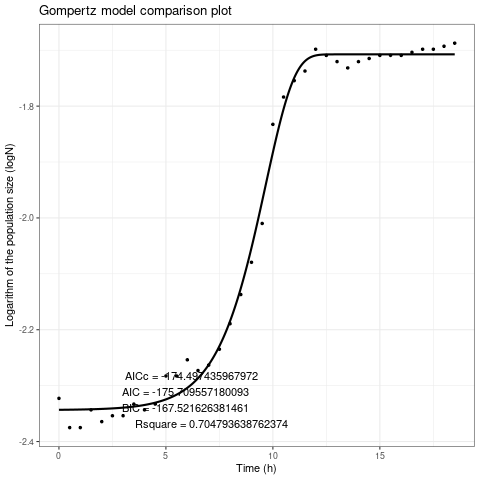 Gompertz model comparison plot
Logarithm of the population size (logN)
-1.8
-2.0
-2.2
-2.4
AICc = -174.497435967972
AIC = -175.709557180093
BIC = -167.521626381461
Rsquare = 0.704793638762374
0 5 10 15
Time (h)